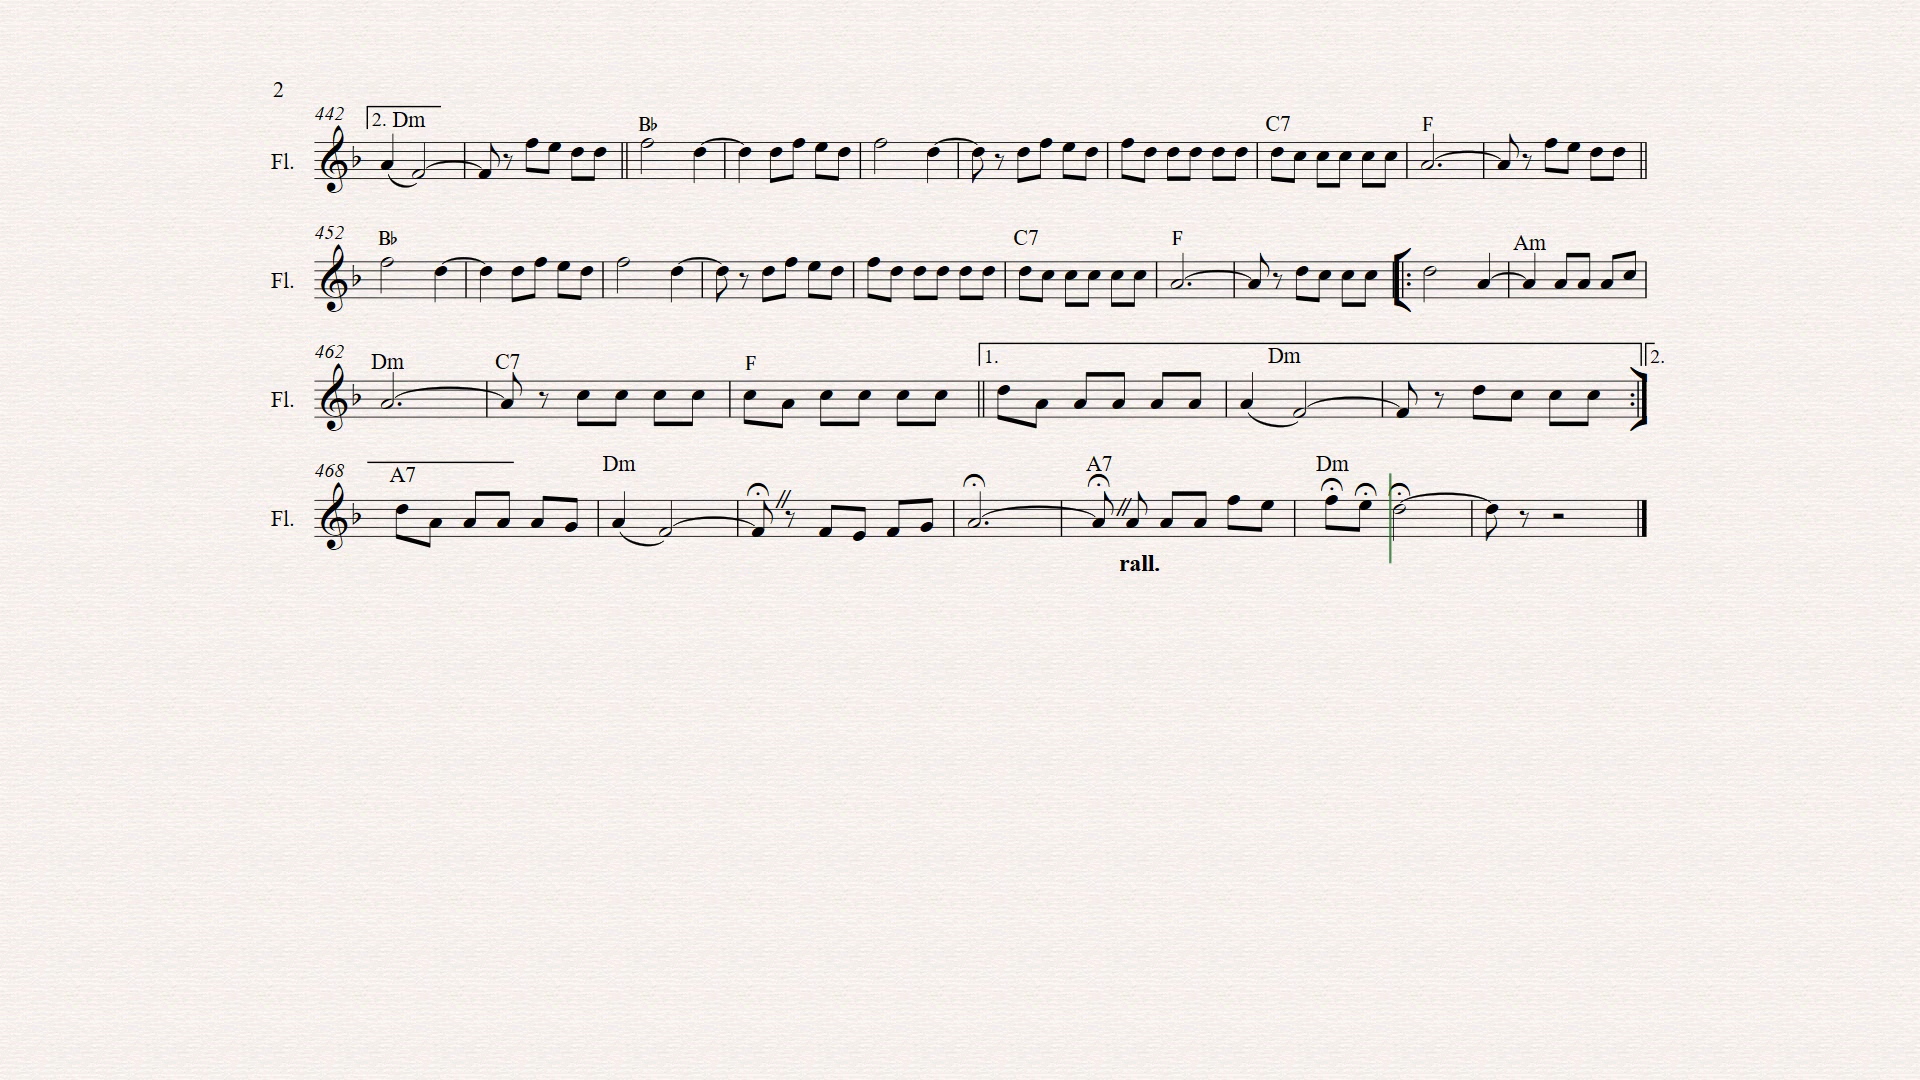 2
442 2. Dm B♭ C7 F
Fl.
452 B♭ C7 F Am
Fl.
462 Dm C7 F 1. Dm 2.
Fl.
468 A7 Dm A7 Dm
Fl.
rall.